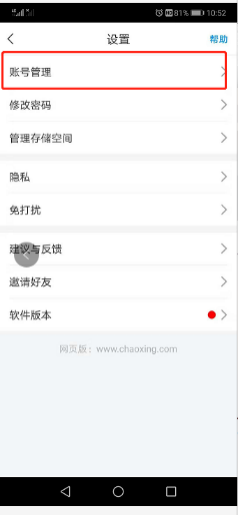 81% 10:52
设置 帮助
账号管理
修改密码
管理存储空间
隐私
免打扰
建议与反馈
邀请好友
软件版本
网页版：www.chaoxing.com